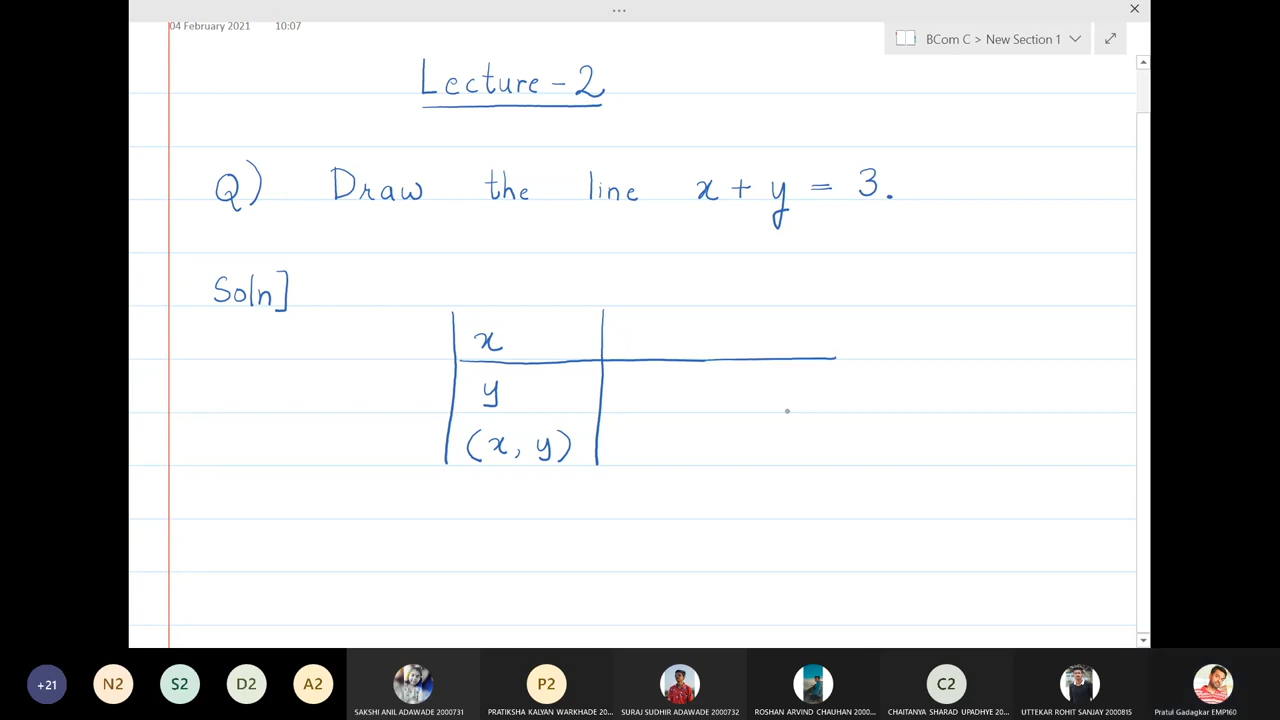 04 February 2021 10:07
BCom C > New Section 1
Lecture - 2
Q) Draw the line x + y = 3.
Soln]
x
y
(x, y)
+21 N2 S2 D2 A2 P2 C2
SAKSHI ANIL ADAWADE 2000731 PRATIKSHA KALYAN WARKHADE 20... SURAJ SUDHIR ADAWADE 2000732 ROSHAN ARVIND CHAUHAN 2000... CHAITANYA SHARAD UPADHYE 20... UTTEKAR ROHIT SANJAY 2000815 Pratul Gadagkar EMP160